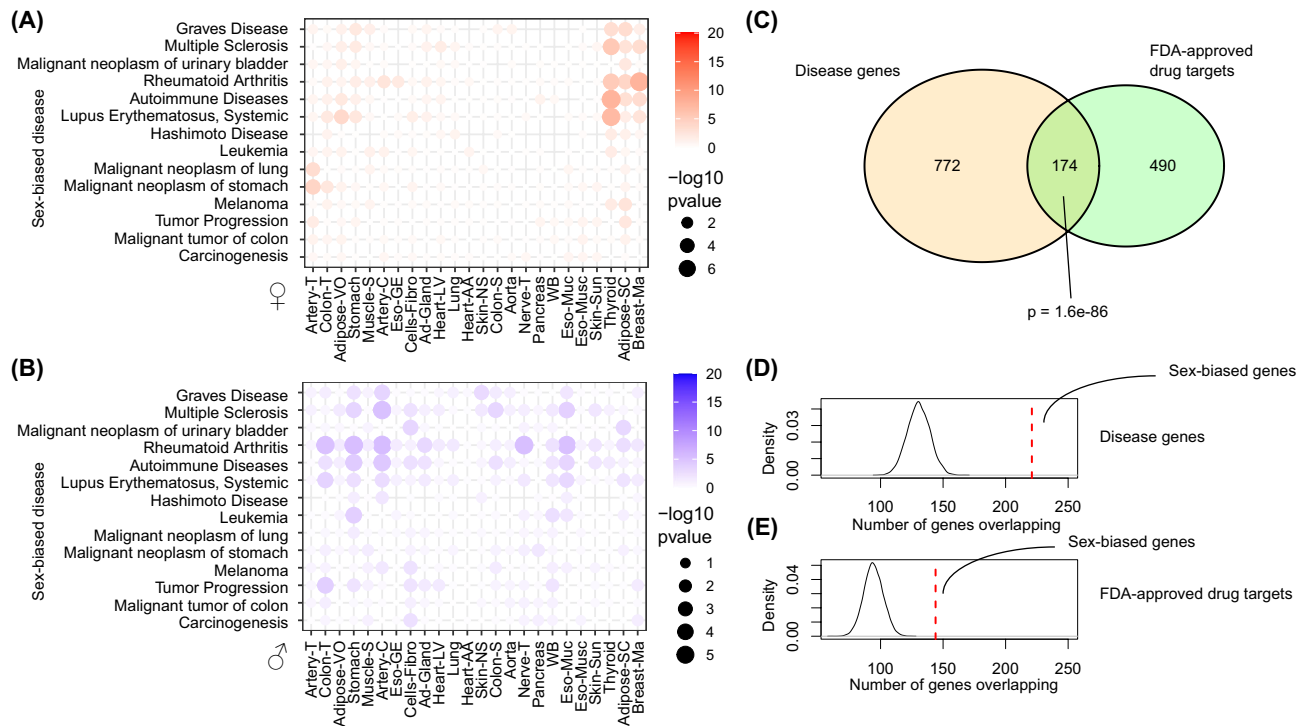 (A)
Graves Disease
Multiple Sclerosis
Malignant neoplasm of urinary bladder
Rheumatoid Arthritis
Autoimmune Diseases
Lupus Erythematosus, Systemic
Hashimoto Disease
Leukemia
Malignant neoplasm of lung
Malignant neoplasm of stomach
Melanoma
Tumor Progression
Malignant tumor of colon
Carcinogenesis
Sex-biased disease
♀
Artery-T
Colon-T
Adipose-VO
Stomach
Muscle-S
Artery-C
Eso-GE
Cells-Fibro
Ad-Gland
Heart-LV
Lung
Heart-AA
Skin-NS
Colon-S
Aorta
Nerve-T
Pancreas
WB
Eso-Muc
Eso-Musc
Skin-Sun
Thyroid
Adipose-SC
Breast-Ma
20
15
10
5
0
−log10
pvalue
2
4
6
(B)
Graves Disease
Multiple Sclerosis
Malignant neoplasm of urinary bladder
Rheumatoid Arthritis
Autoimmune Diseases
Lupus Erythematosus, Systemic
Hashimoto Disease
Leukemia
Malignant neoplasm of lung
Malignant neoplasm of stomach
Melanoma
Tumor Progression
Malignant tumor of colon
Carcinogenesis
Sex-biased disease
♂
Artery-T
Colon-T
Adipose-VO
Stomach
Muscle-S
Artery-C
Eso-GE
Cells-Fibro
Ad-Gland
Heart-LV
Lung
Heart-AA
Skin-NS
Colon-S
Aorta
Nerve-T
Pancreas
WB
Eso-Muc
Eso-Musc
Skin-Sun
Thyroid
Adipose-SC
Breast-Ma
20
15
10
5
0
−log10
pvalue
1
2
3
4
5
(C)
Disease genes
FDA-approved
drug targets
772
174
490
p = 1.6e-86
(D)
Sex-biased genes
Disease genes
Density
0.03
0.00
100
150
200
250
Number of genes overlapping
(E)
Sex-biased genes
FDA-approved drug targets
Density
0.04
0.00
100
150
200
250
Number of genes overlapping